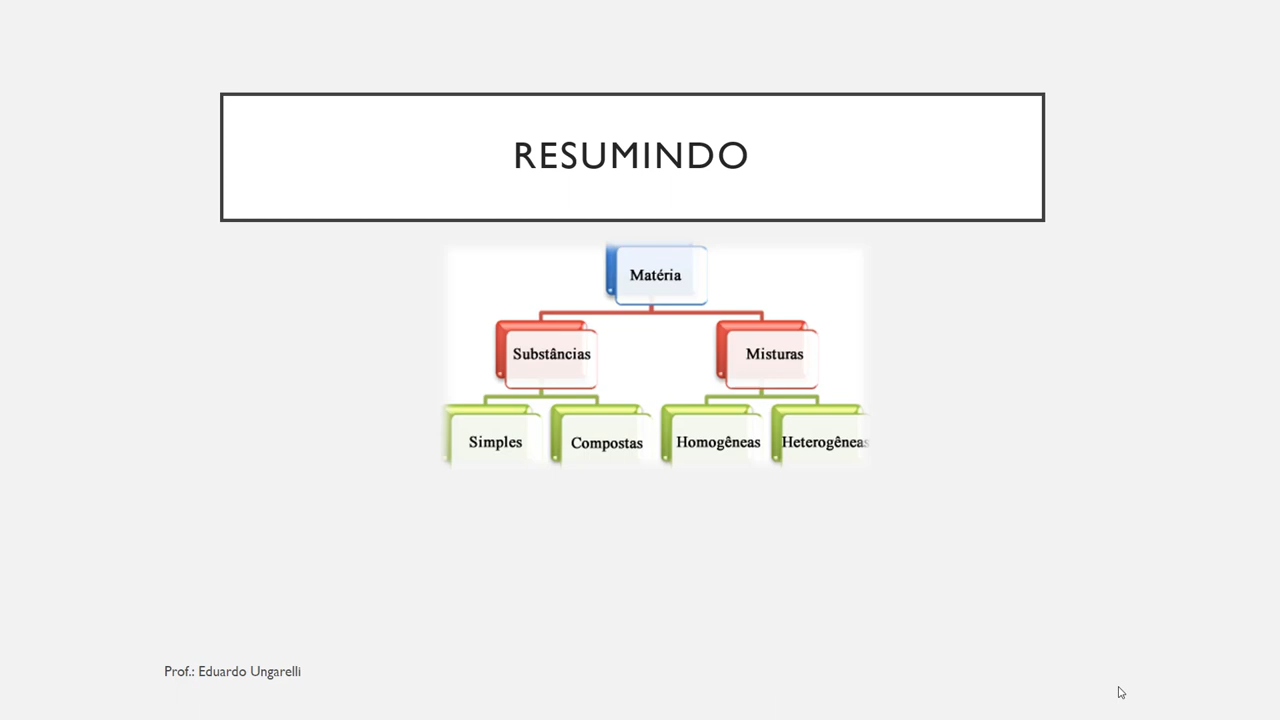 RESUMINDO
Matéria
Substâncias
Misturas
Simples
Compostas
Homogêneas
Heterogêneas
Prof.: Eduardo Ungarelli